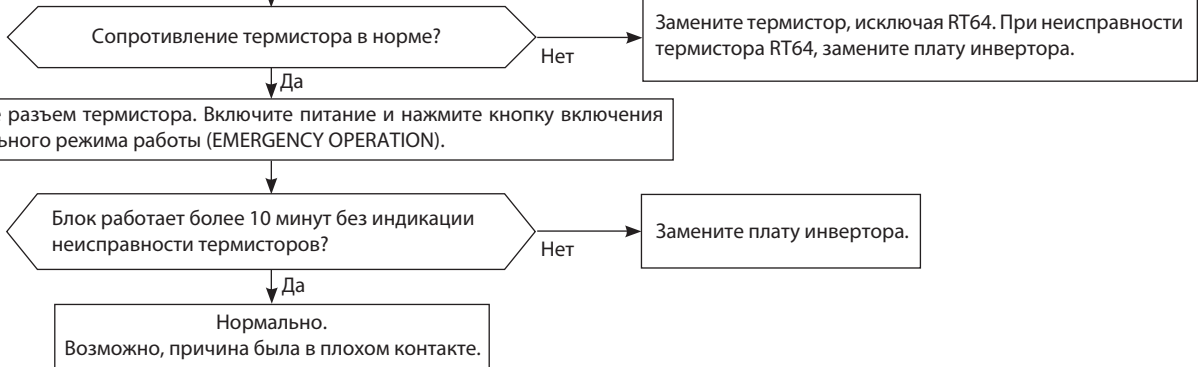 Сопротивление термистора в норме?
Нет
Замените термистор, исключая RT64. При неисправности
термистора RT64, замените плату инвертора.
Да
разъем термистора. Включите питание и нажмите кнопку включения
режима работы (EMERGENCY OPERATION).
Блок работает более 10 минут без индикации
неисправности термисторов?
Нет
Замените плату инвертора.
Да
Нормально.
Возможно, причина была в плохом контакте.